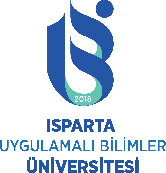 2018
ISPARTA
UYGULAMALI BİLİMLER
ÜNİVERSİTESİ